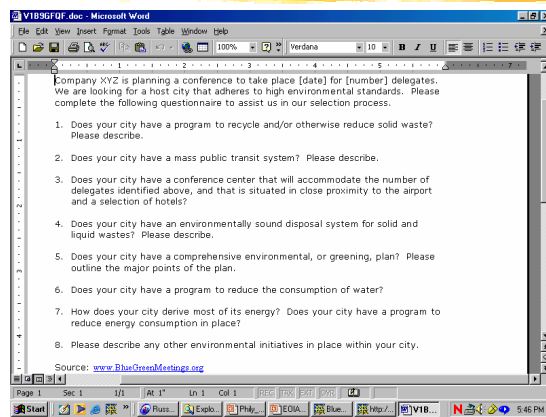 V1B9GFQF.doc - Microsoft Word
File Edit View Insert Format Tools Table Window Help
100% Verdana 10 B I U
Company XYZ is planning a conference to take place [date] for [number] delegates.
We are looking for a host city that adheres to high environmental standards. Please
complete the following questionnaire to assist us in our selection process.
1. Does your city have a program to recycle and/or otherwise reduce solid waste?
Please describe.
2. Does your city have a mass public transit system? Please describe.
3. Does your city have a conference center that will accommodate the number of
delegates identified above, and that is situated in close proximity to the airport
and a selection of hotels?
4. Does your city have an environmentally sound disposal system for solid and
liquid wastes? Please describe.
5. Does your city have a comprehensive environmental, or greening, plan? Please
outline the major points of the plan.
6. Does your city have a program to reduce the consumption of water?
7. How does your city derive most of its energy? Does your city have a program to
reduce energy consumption in place?
8. Please describe any other environmental initiatives in place within your city.
Source: www.BlueGreenMeetings.org
Page 1 Sec 1 1/1 At 1" Ln 1 Col 1 REC TRK EXT OVR
Start Russ... Explo... Phily_... EOIA... Blue... http:/... V1B... 5:46 PM